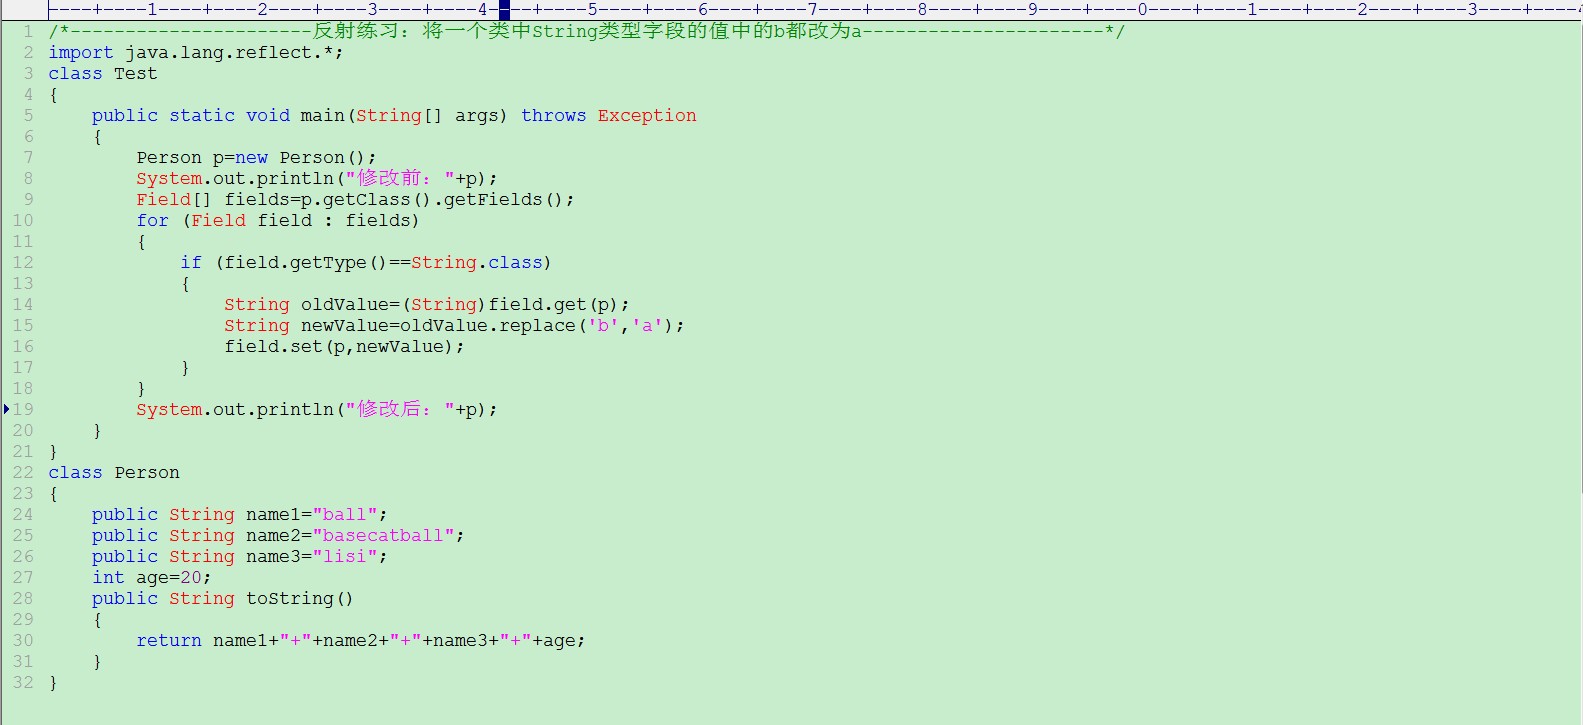 ----+----1----+----2----+----3----+----4----+----5----+----6----+----7----+----8----+----9----+----0----+----1----+----2----+----3----+----4
1 /*----------------------反射练习：将一个类中String类型字段的值中的b都改为a----------------------*/
2 import java.lang.reflect.*;
3 class Test
4 {
5     public static void main(String[] args) throws Exception
6     {
7         Person p=new Person();
8         System.out.println("修改前："+p);
9         Field[] fields=p.getClass().getFields();
10         for (Field field : fields)
11         {
12             if (field.getType()==String.class)
13             {
14                 String oldValue=(String)field.get(p);
15                 String newValue=oldValue.replace('b','a');
16                 field.set(p,newValue);
17             }
18         }
19         System.out.println("修改后："+p);
20     }
21 }
22 class Person
23 {
24     public String name1="ball";
25     public String name2="basecatball";
26     public String name3="lisi";
27     int age=20;
28     public String toString()
29     {
30         return name1+"+"+name2+"+"+name3+"+"+age;
31     }
32 }